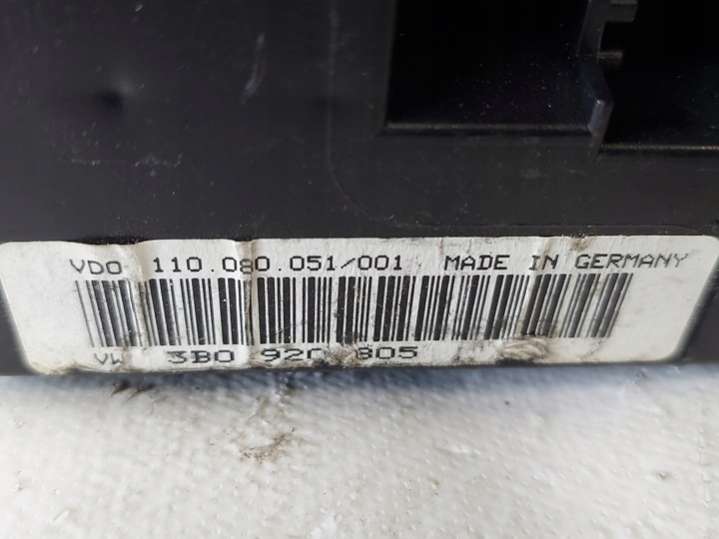 VDO 110.080.051/001 MADE IN GERMANY
VW 3B0 920 805